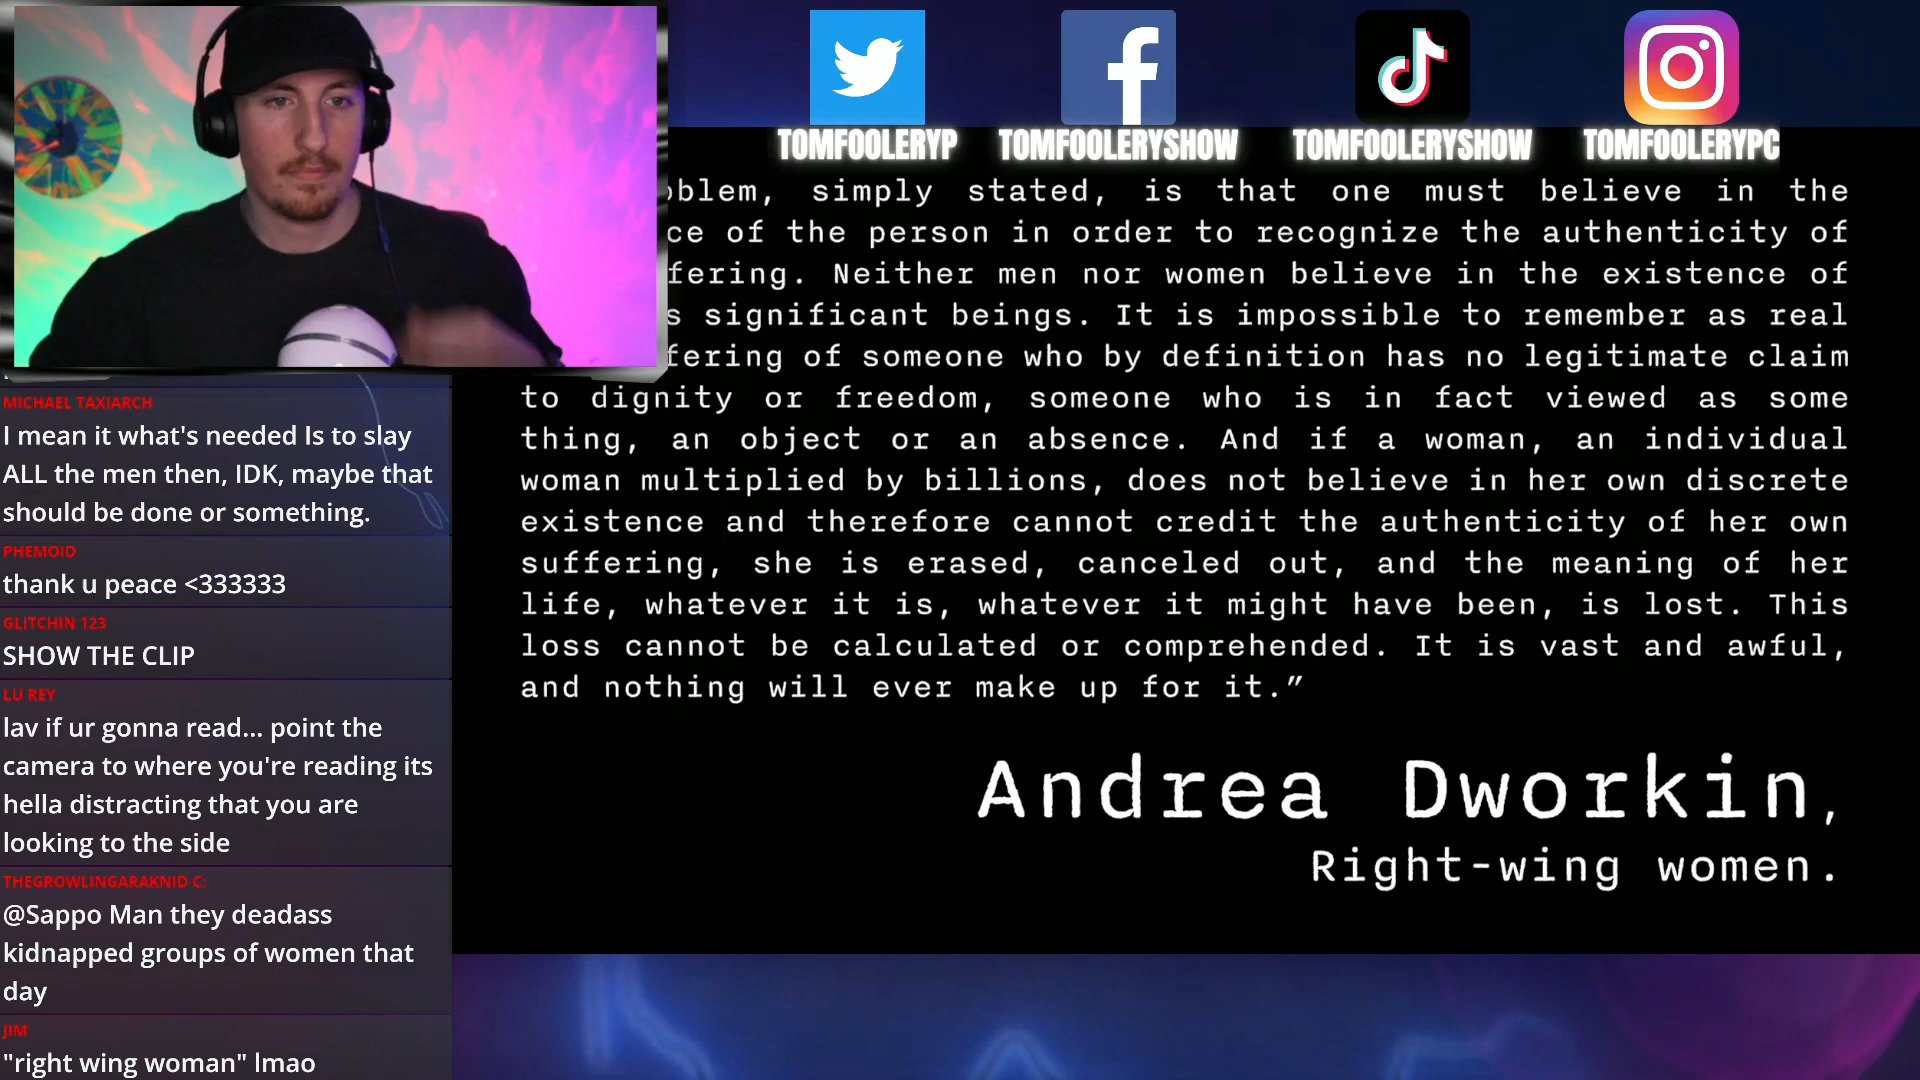 TOMFOOLERYP
TOMFOOLERYSHOW
TOMFOOLERYSHOW
TOMFOOLERYPC
simply stated, is that one must believe in the
of the person in order to recognize the authenticity of
Neither men nor women believe in the existence of
significant beings. It is impossible to remember as real
of someone who by definition has no legitimate claim
to dignity or freedom, someone who is in fact viewed as some
thing, an object or an absence. And if a woman, an individual
woman multiplied by billions, does not believe in her own discrete
existence and therefore cannot credit the authenticity of her own
suffering, she is erased, canceled out, and the meaning of her
life, whatever it is, whatever it might have been, is lost. This
loss cannot be calculated or comprehended. It is vast and awful,
and nothing will ever make up for it.”
Andrea Dworkin,
Right-wing women.
MICHAEL TAXIARCH
I mean it what's needed Is to slay
ALL the men then, IDK, maybe that
should be done or something.
PHEMOID
thank u peace <333333
GLITCHIN 123
SHOW THE CLIP
LU REY
lav if ur gonna read... point the
camera to where you're reading its
hella distracting that you are
looking to the side
THEGROWLINGARAKNID C:
@Sappo Man they deadass
kidnapped groups of women that
day
JIM
"right wing woman" lmao